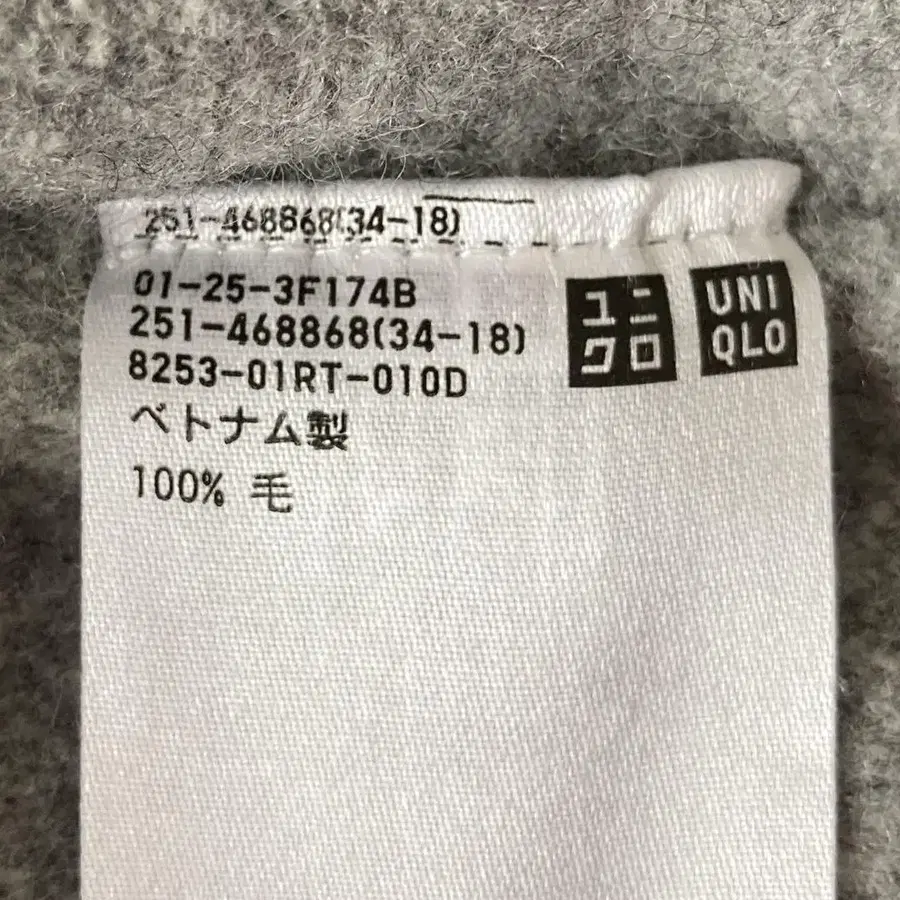 251-468868(34-18)
01-25-3F174B
251-468868(34-18)
8253-01RT-010D
ベトナム製
100% 毛
ユニ
クロ
UNI
QLO